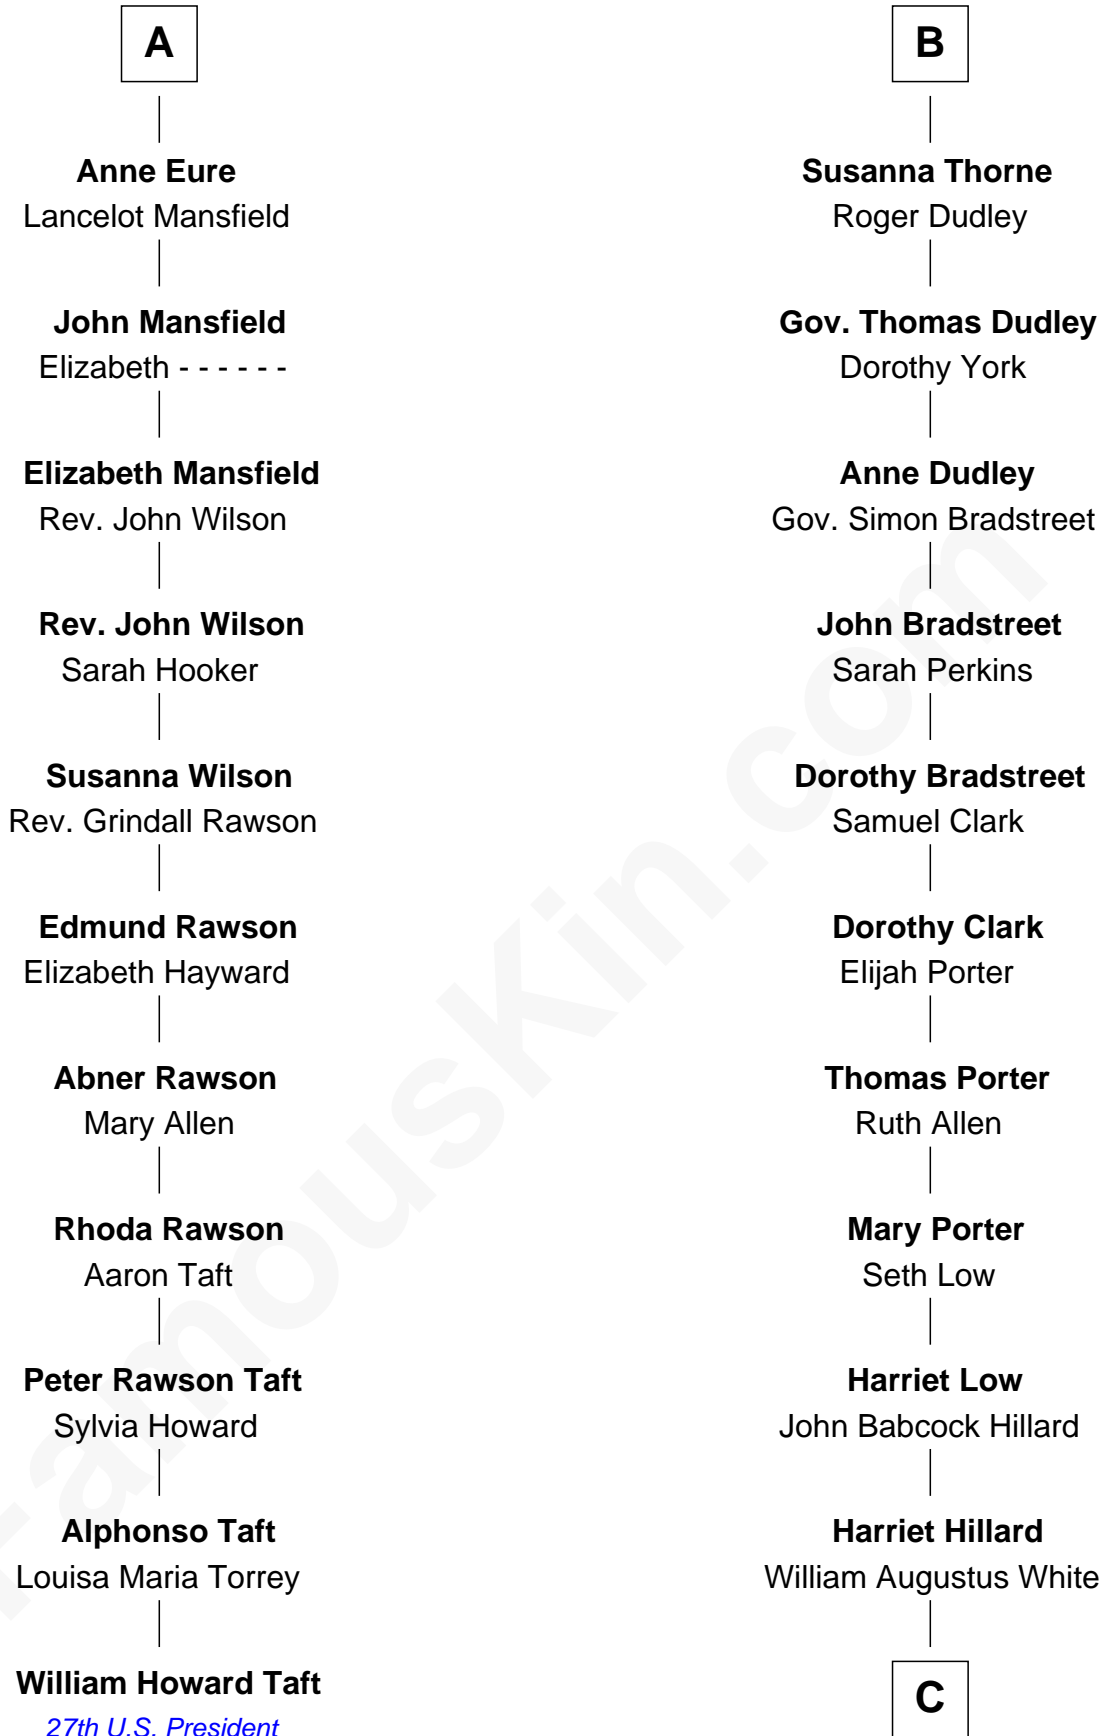 A
Anne Eure
Lancelot Mansfield
John Mansfield
Elizabeth - - - - - -
Elizabeth Mansfield
Rev. John Wilson
Rev. John Wilson
Sarah Hooker
Susanna Wilson
Rev. Grindall Rawson
Edmund Rawson
Elizabeth Hayward
Abner Rawson
Mary Allen
Rhoda Rawson
Aaron Taft
Peter Rawson Taft
Sylvia Howard
Alphonso Taft
Louisa Maria Torrey
William Howard Taft
27th U.S. President
B
Susanna Thorne
Roger Dudley
Gov. Thomas Dudley
Dorothy York
Anne Dudley
Gov. Simon Bradstreet
John Bradstreet
Sarah Perkins
Dorothy Bradstreet
Samuel Clark
Dorothy Clark
Elijah Porter
Thomas Porter
Ruth Allen
Mary Porter
Seth Low
Harriet Low
John Babcock Hillard
Harriet Hillard
William Augustus White
C
FamousKin.com